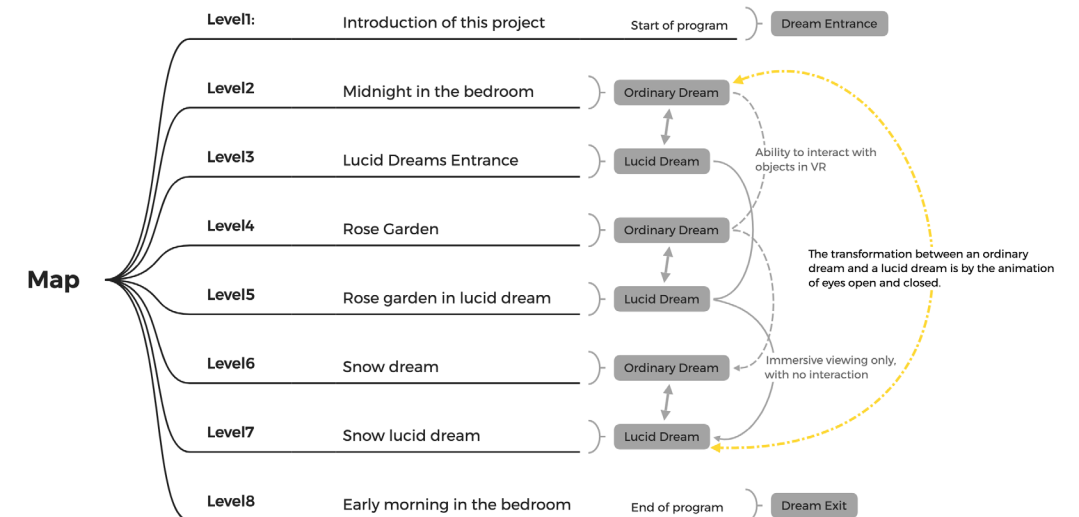 Level1:
Introduction of this project
Start of program
Dream Entrance
Level2
Midnight in the bedroom
Ordinary Dream
Level3
Lucid Dreams Entrance
Lucid Dream
Ability to interact with
objects in VR
Level4
Rose Garden
Ordinary Dream
Map
The transformation between an ordinary
dream and a lucid dream is by the animation
of eyes open and closed.
Level5
Rose garden in lucid dream
Lucid Dream
Level6
Snow dream
Ordinary Dream
Immersive viewing only,
with no interaction
Level7
Snow lucid dream
Lucid Dream
Level8
Early morning in the bedroom
End of program
Dream Exit